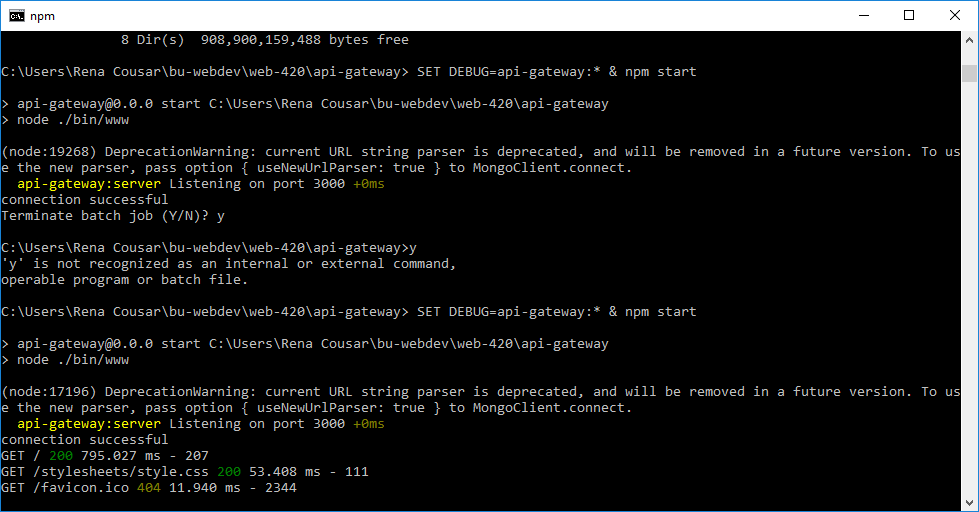 npm
8 Dir(s)  908,900,159,488 bytes free
C:\Users\Rena Cousar\bu-webdev\web-420\api-gateway> SET DEBUG=api-gateway:* & npm start
> api-gateway@0.0.0 start C:\Users\Rena Cousar\bu-webdev\web-420\api-gateway
> node ./bin/www
(node:19268) DeprecationWarning: current URL string parser is deprecated, and will be removed in a future version. To us
e the new parser, pass option { useNewUrlParser: true } to MongoClient.connect.
api-gateway:server Listening on port 3000 +0ms
connection successful
Terminate batch job (Y/N)? y
C:\Users\Rena Cousar\bu-webdev\web-420\api-gateway>y
'y' is not recognized as an internal or external command,
operable program or batch file.
C:\Users\Rena Cousar\bu-webdev\web-420\api-gateway> SET DEBUG=api-gateway:* & npm start
> api-gateway@0.0.0 start C:\Users\Rena Cousar\bu-webdev\web-420\api-gateway
> node ./bin/www
(node:17196) DeprecationWarning: current URL string parser is deprecated, and will be removed in a future version. To us
e the new parser, pass option { useNewUrlParser: true } to MongoClient.connect.
api-gateway:server Listening on port 3000 +0ms
connection successful
GET / 200 795.027 ms - 207
GET /stylesheets/style.css 200 53.408 ms - 111
GET /favicon.ico 404 11.940 ms - 2344